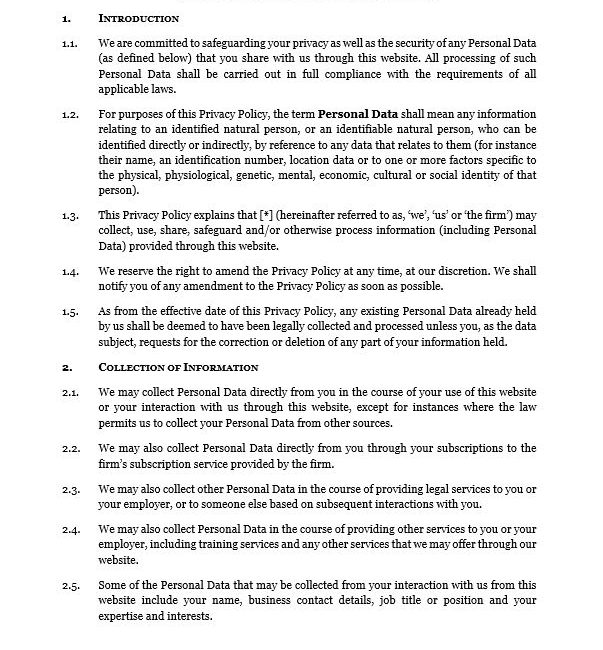 1. INTRODUCTION
1.1. We are committed to safeguarding your privacy as well as the security of any Personal Data
(as defined below) that you share with us through this website. All processing of such
Personal Data shall be carried out in full compliance with the requirements of all
applicable laws.
1.2. For purposes of this Privacy Policy, the term Personal Data shall mean any information
relating to an identified natural person, or an identifiable natural person, who can be
identified directly or indirectly, by reference to any data that relates to them (for instance
their name, an identification number, location data or to one or more factors specific to
the physical, physiological, genetic, mental, economic, cultural or social identity of that
person).
1.3. This Privacy Policy explains that [*] (hereinafter referred to as, ‘we’, ‘us’ or ‘the firm’) may
collect, use, share, safeguard and/or otherwise process information (including Personal
Data) provided through this website.
1.4. We reserve the right to amend the Privacy Policy at any time, at our discretion. We shall
notify you of any amendment to the Privacy Policy as soon as possible.
1.5. As from the effective date of this Privacy Policy, any existing Personal Data already held
by us shall be deemed to have been legally collected and processed unless you, as the data
subject, requests for the correction or deletion of any part of your information held.
2. COLLECTION OF INFORMATION
2.1. We may collect Personal Data directly from you in the course of your use of this website
or your interaction with us through this website, except for instances where the law
permits us to collect your Personal Data from other sources.
2.2. We may also collect Personal Data directly from you through your subscriptions to the
firm’s subscription service provided by the firm.
2.3. We may also collect other Personal Data in the course of providing legal services to you or
your employer, or to someone else based on subsequent interactions with you.
2.4. We may also collect Personal Data in the course of providing other services to you or your
employer, including training services and any other services that we may offer through our
website.
2.5. Some of the Personal Data that may be collected from your interaction with us from this
website include your name, business contact details, job title or position and your
expertise and interests.